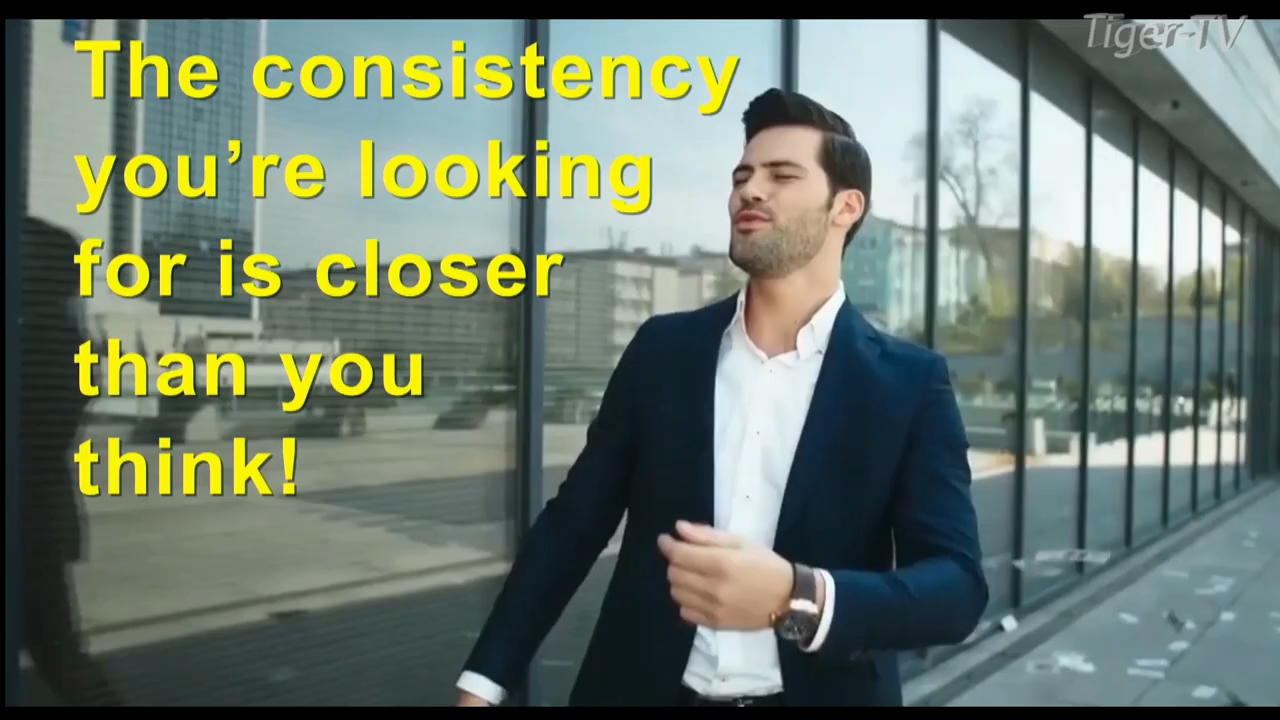 Tiger-TV
The consistency
you’re looking
for is closer
than you
think!